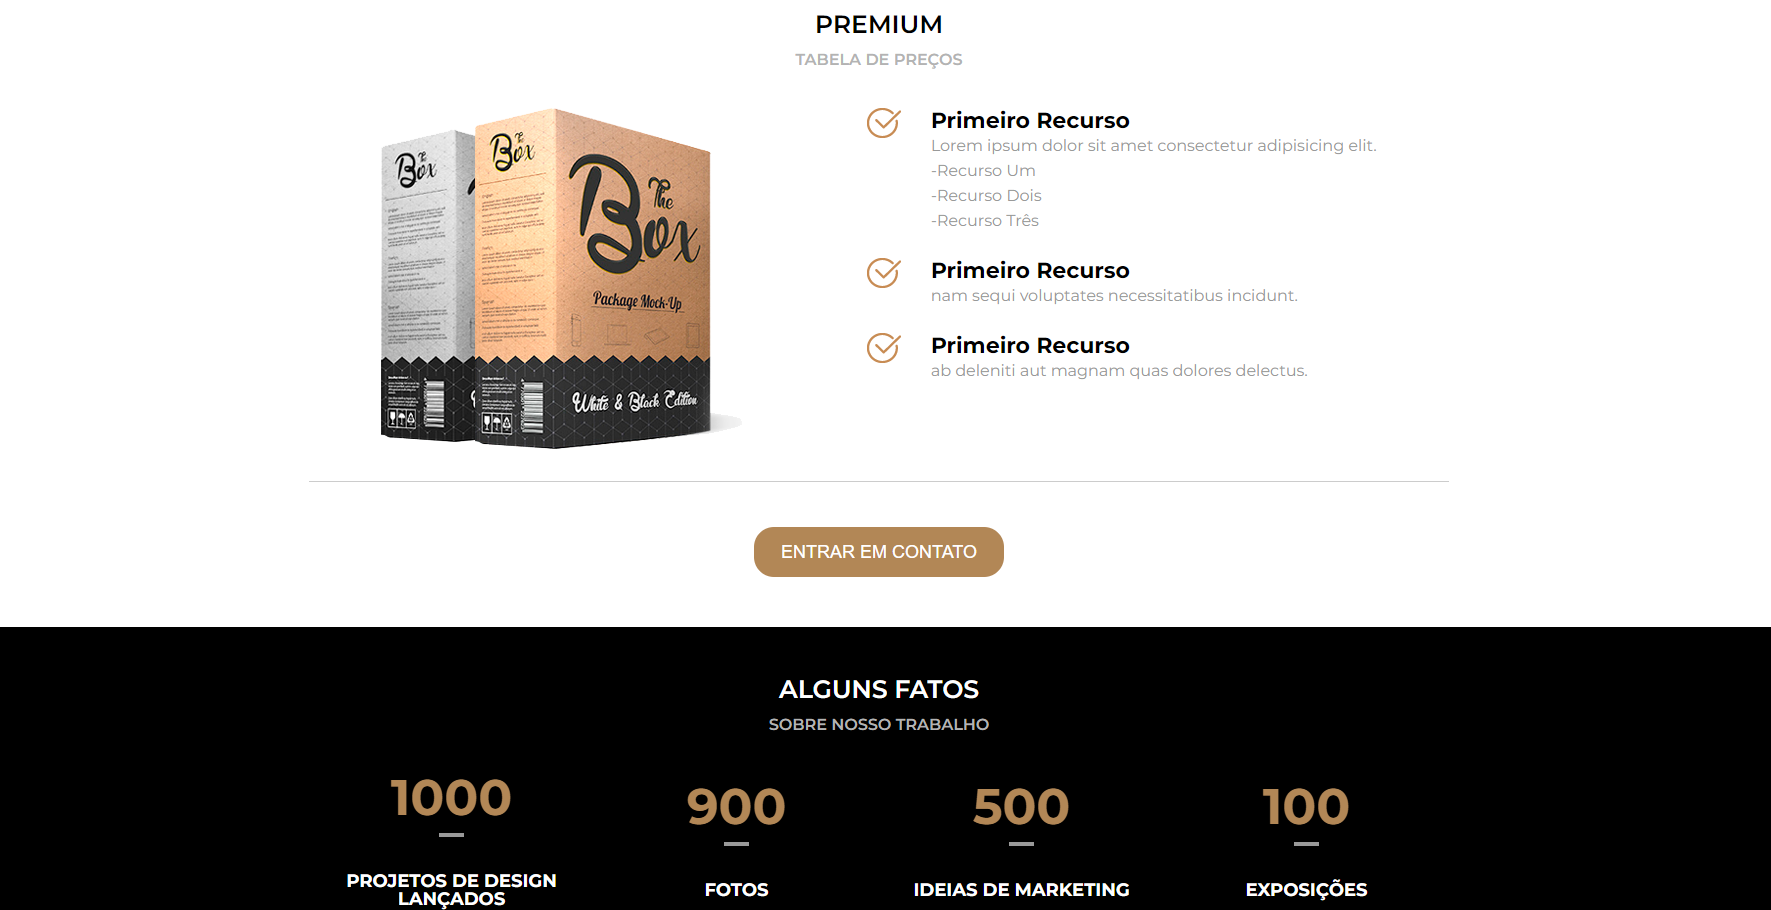 PREMIUM
TABELA DE PREÇOS
The
Box
The
Box
The
Box
Package Mock-Up
White & Black Edition
Primeiro Recurso
Lorem ipsum dolor sit amet consectetur adipisicing elit.
-Recurso Um
-Recurso Dois
-Recurso Três
Primeiro Recurso
nam sequi voluptates necessitatibus incidunt.
Primeiro Recurso
ab deleniti aut magnam quas dolores delectus.
ENTRAR EM CONTATO
ALGUNS FATOS
SOBRE NOSSO TRABALHO
1000
PROJETOS DE DESIGN
LANÇADOS
900
FOTOS
500
IDEIAS DE MARKETING
100
EXPOSIÇÕES